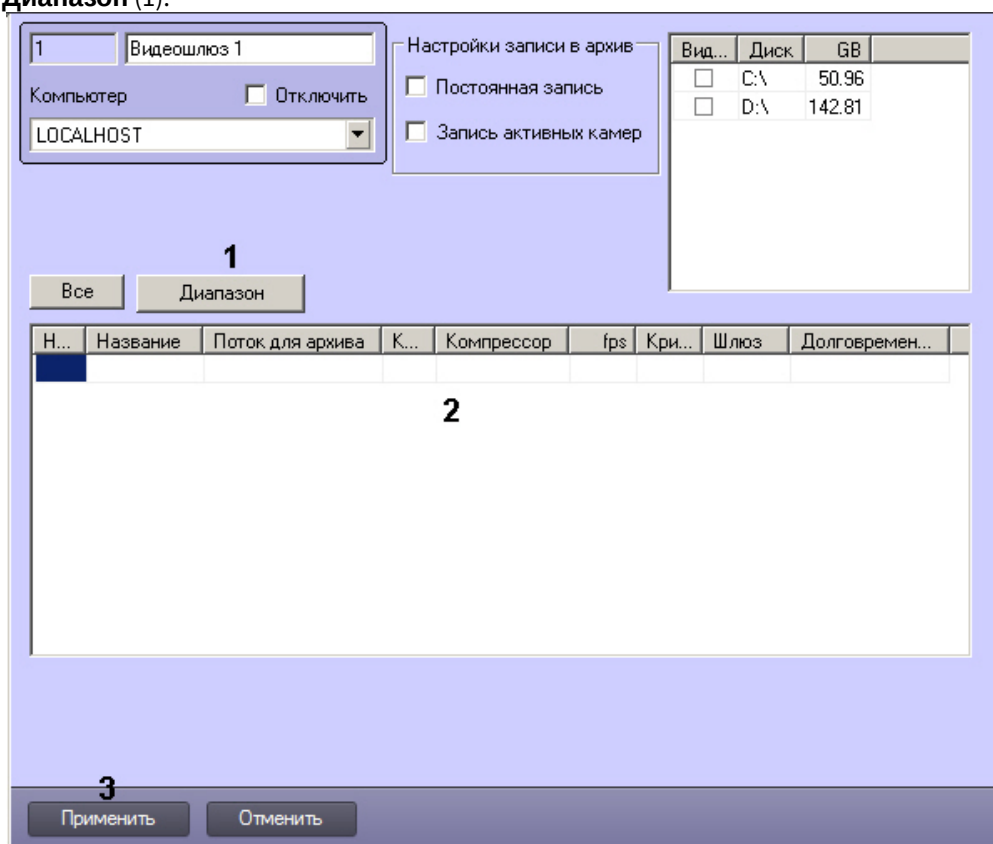 Диапазон (1).
1 Видеошлюз 1
Компьютер Отключить
LOCALHOST
Настройки записи в архив
Постоянная запись
Запись активных камер
Вид... Диск GB
C:\ 50.96
D:\ 142.81
1
Все Диапазон
Н... Название Поток для архива К... Компрессор fps Кри... Шлюз Долговремен...
2
3
Применить Отменить